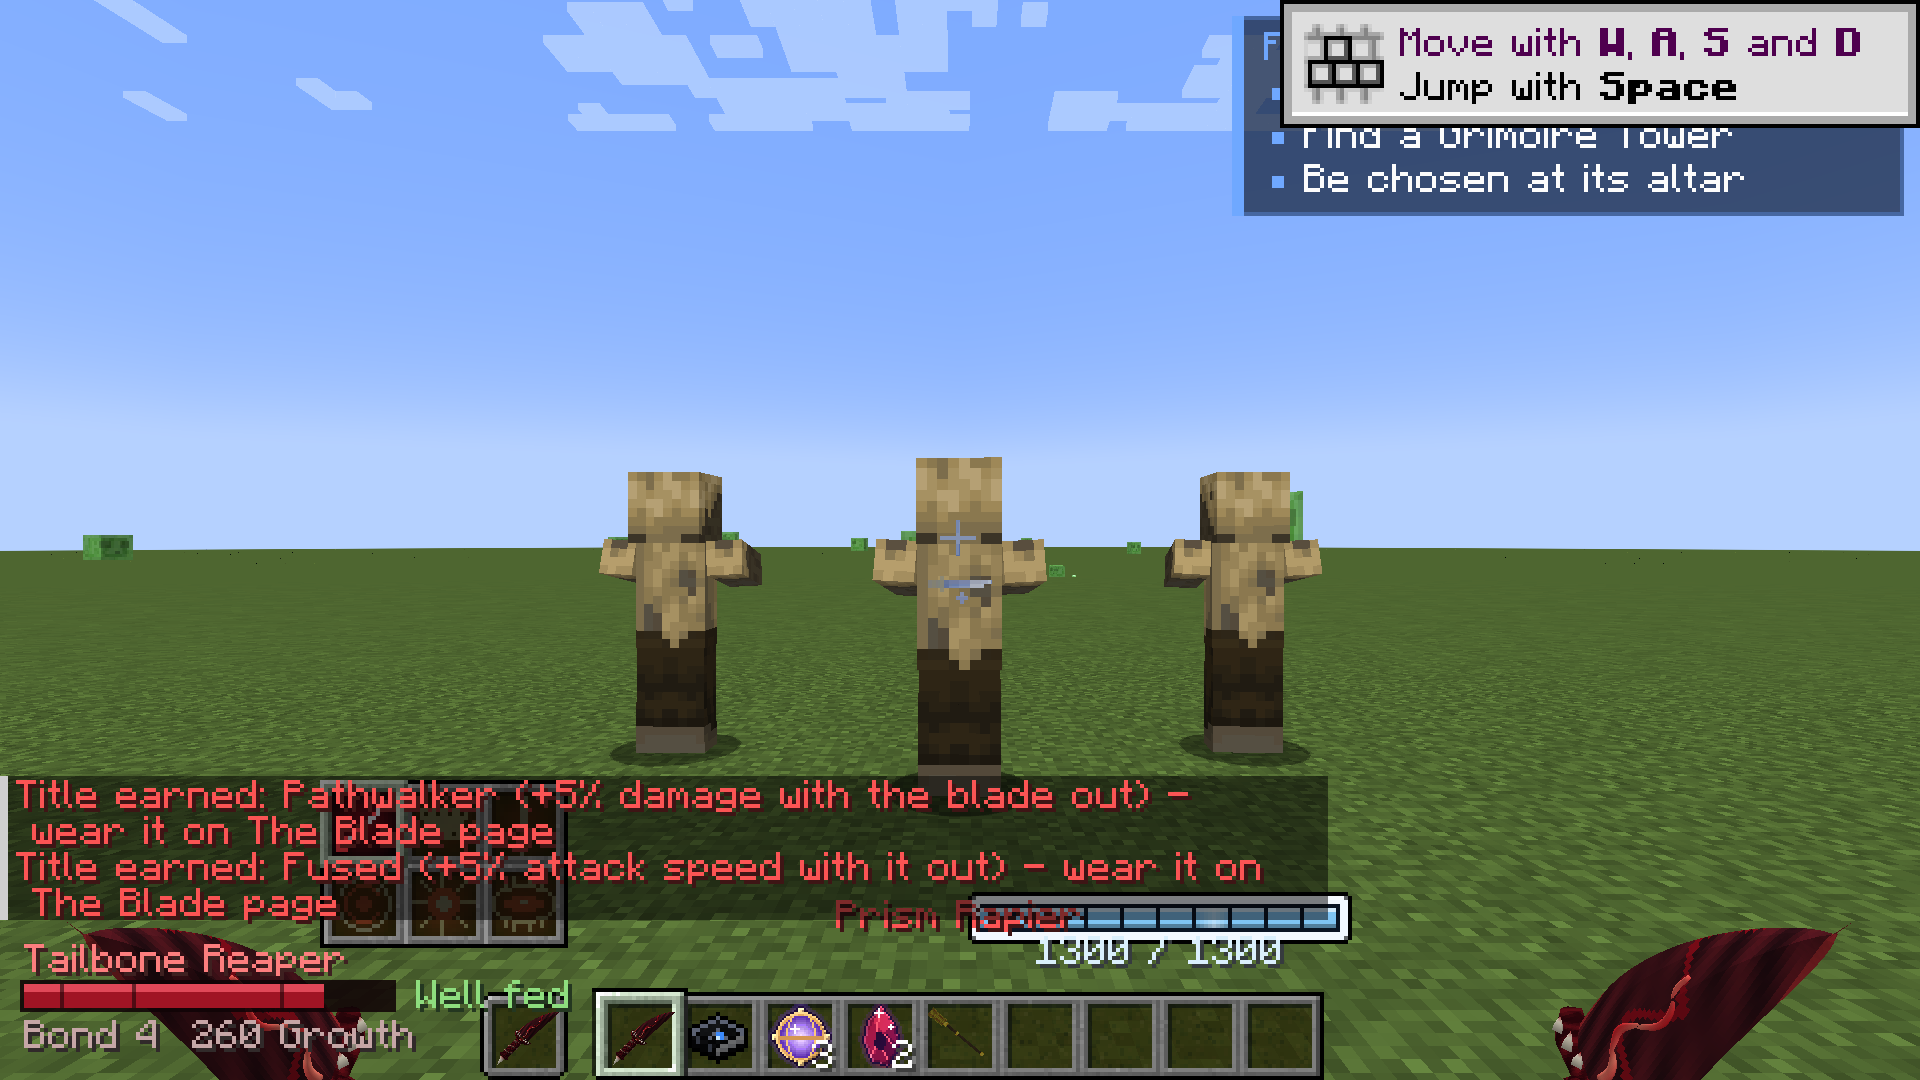 Move with W, A, S and D
Jump with Space
F
Find a Grimoire Tower
Be chosen at its altar
Title earned: Pathwalker (+5% damage with the blade out) -
wear it on The Blade page
Title earned: Fused (+5% attack speed with it out) - wear it on
The Blade page
Prism Rapier
1300 / 1300
Tailbone Reaper
Well fed
Bond 4 260 Growth
3
2